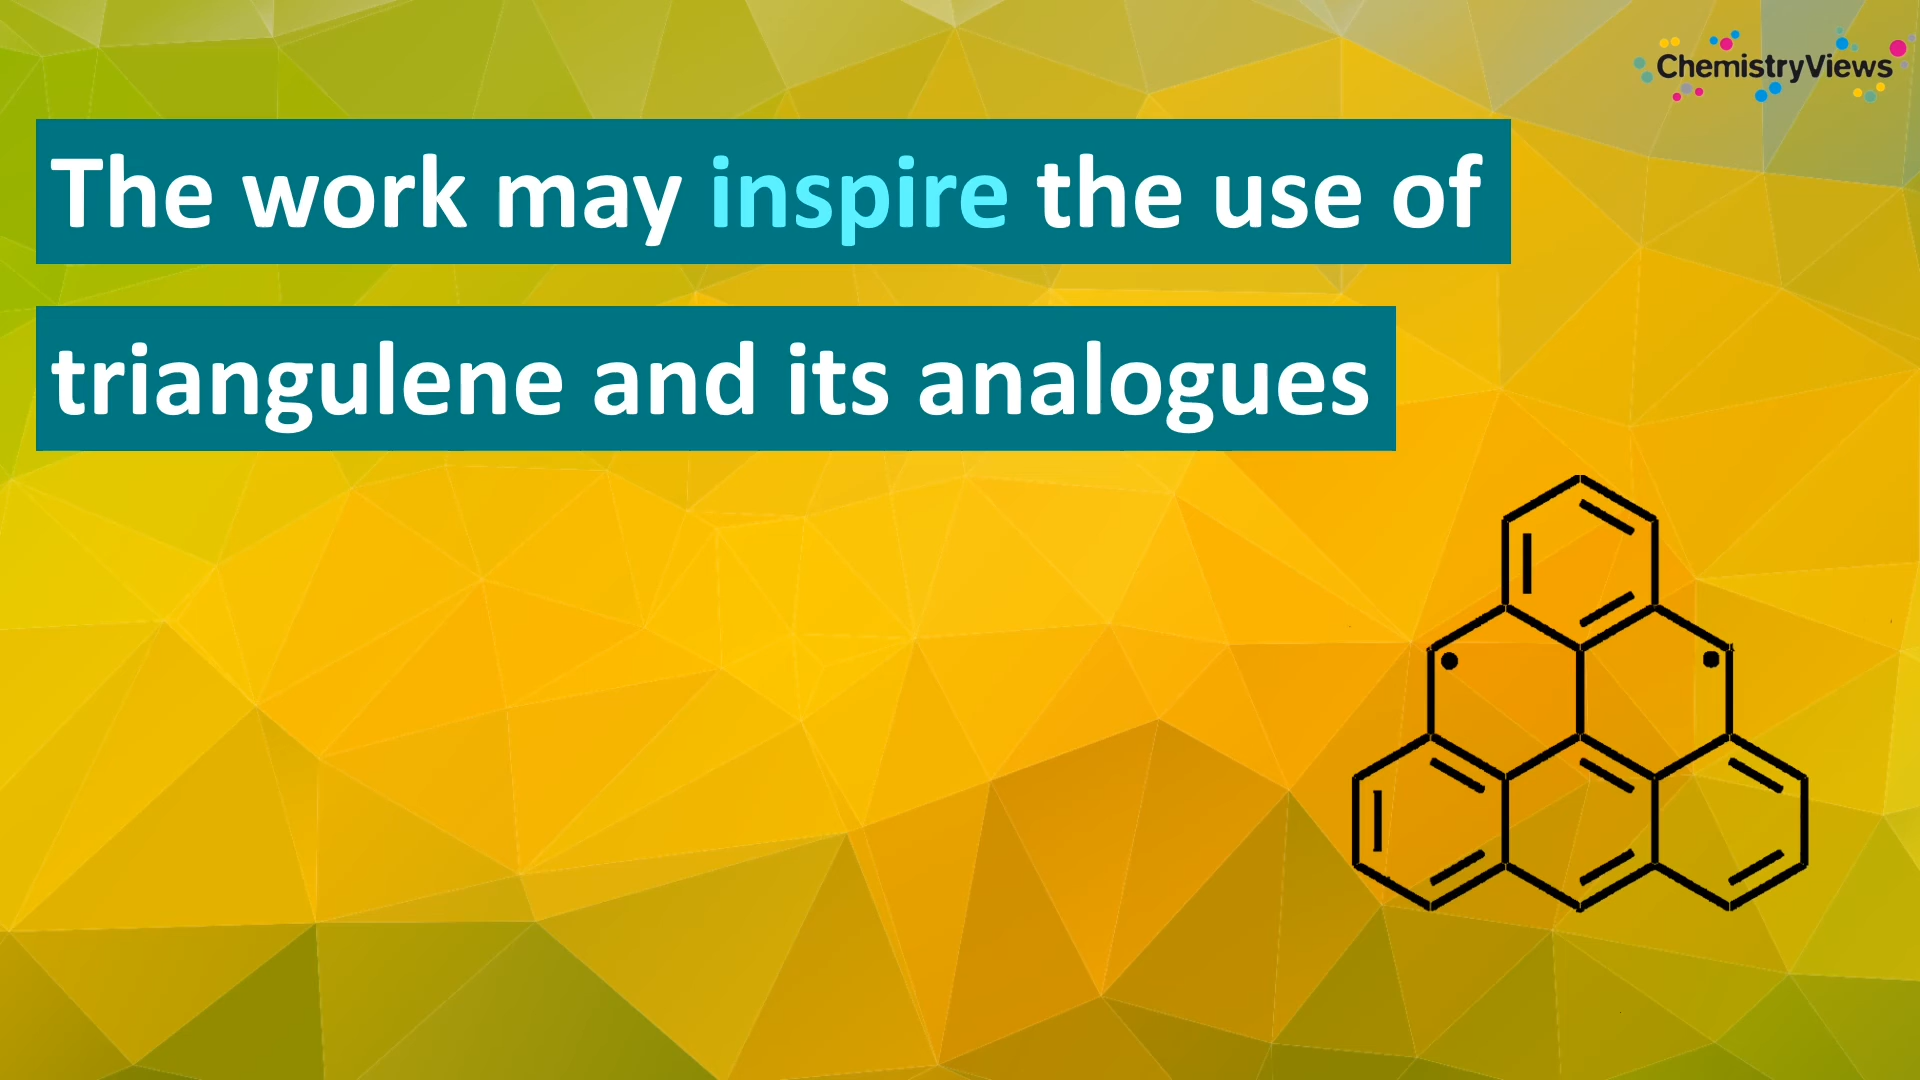 ChemistryViews
The work may inspire the use of
triangulene and its analogues